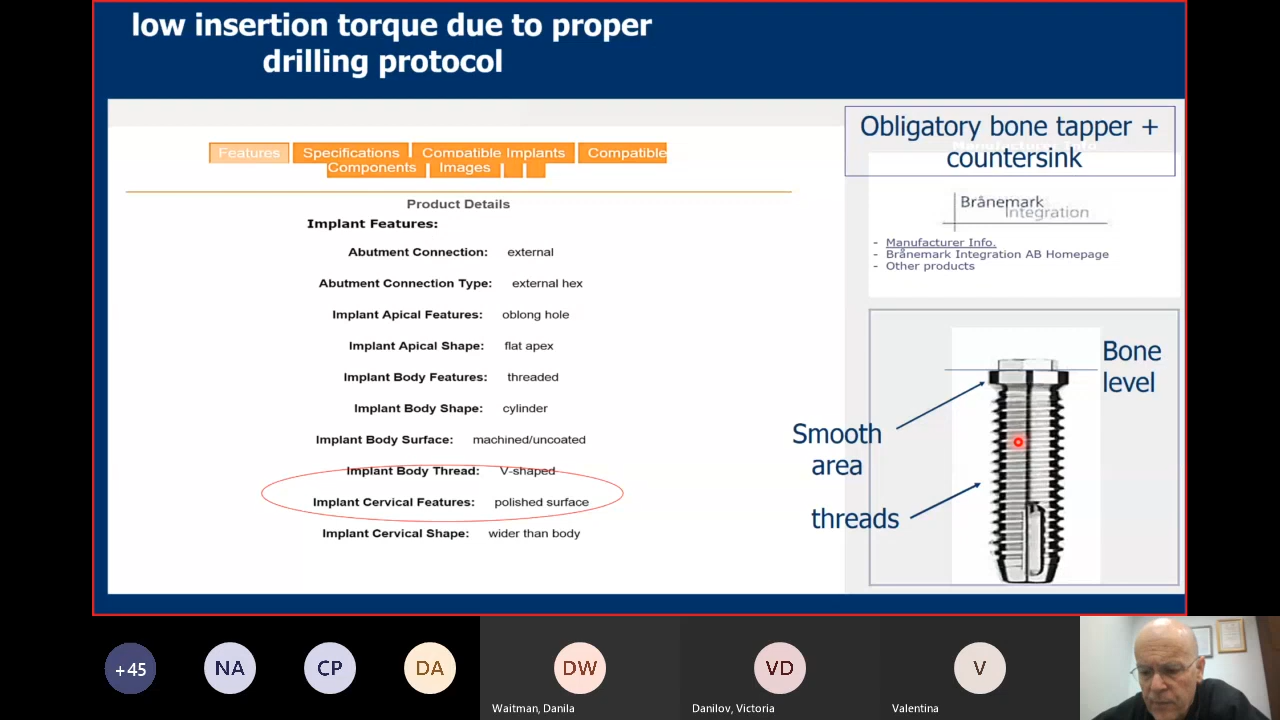 low insertion torque due to proper
drilling protocol
Features Specifications Compatible Implants Compatible
Components Images
Product Details
Implant Features:
Abutment Connection: external
Abutment Connection Type: external hex
Implant Apical Features: oblong hole
Implant Apical Shape: flat apex
Implant Body Features: threaded
Implant Body Shape: cylinder
Implant Body Surface: machined/uncoated
Implant Body Thread: V-shaped
Implant Cervical Features: polished surface
Implant Cervical Shape: wider than body
Obligatory bone tapper +
countersink
Manufacturer Info
Brånemark
Integration
- Manufacturer Info.
- Brånemark Integration AB Homepage
- Other products
Bone
level
Smooth
area
threads
+45
NA
CP
DA
DW
VD
V
Waitman, Danila
Danilov, Victoria
Valentina